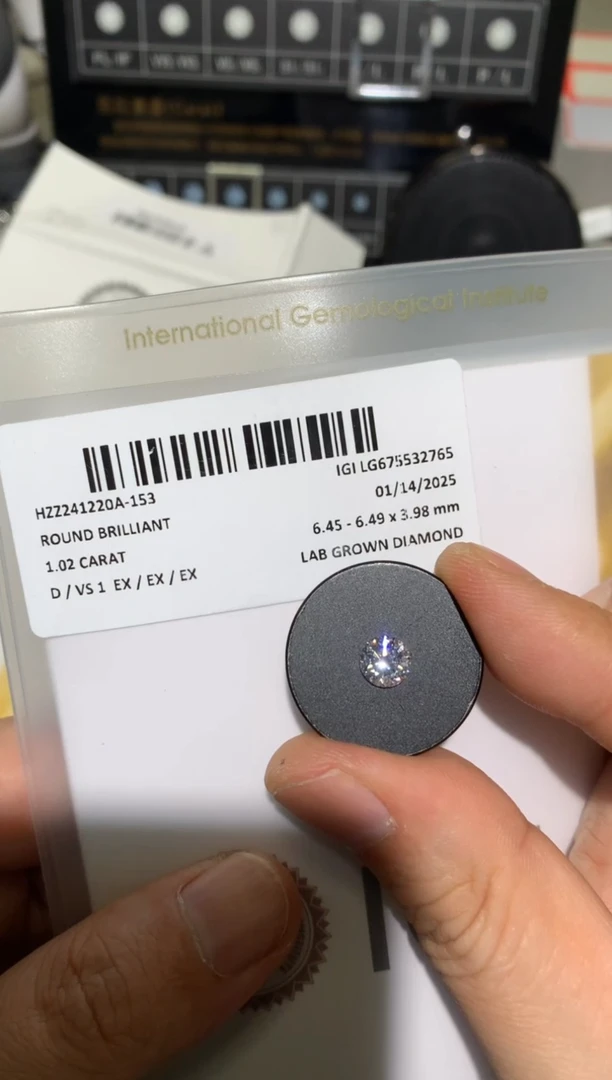 International Gemological Institute
HZZ241220A-153
ROUND BRILLIANT
1.02 CARAT
D / VS 1 EX / EX / EX
IGI LG675532765
01/14/2025
6.45 - 6.49 x 3.98 mm
LAB GROWN DIAMOND